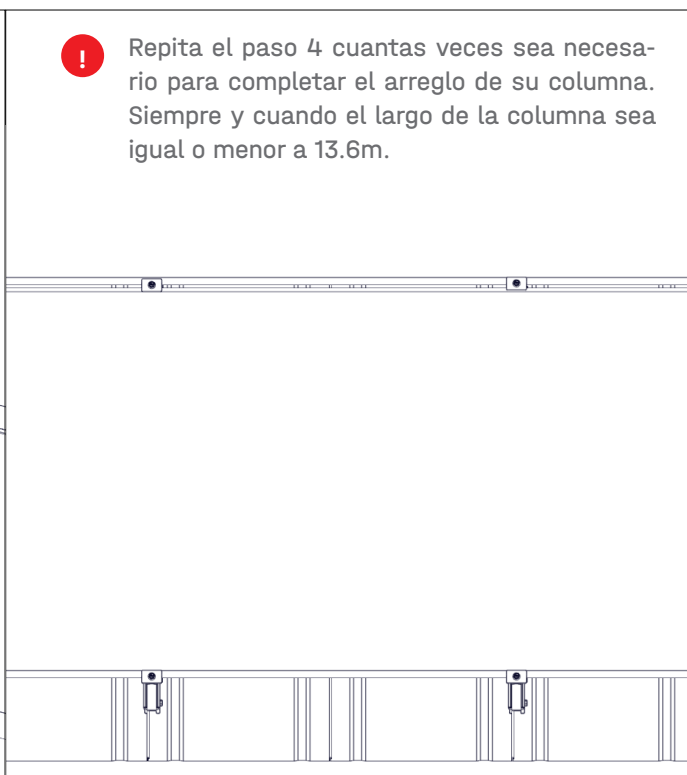 !
Repita el paso 4 cuantas veces sea necesa-
rio para completar el arreglo de su columna.
Siempre y cuando el largo de la columna sea
igual o menor a 13.6m.